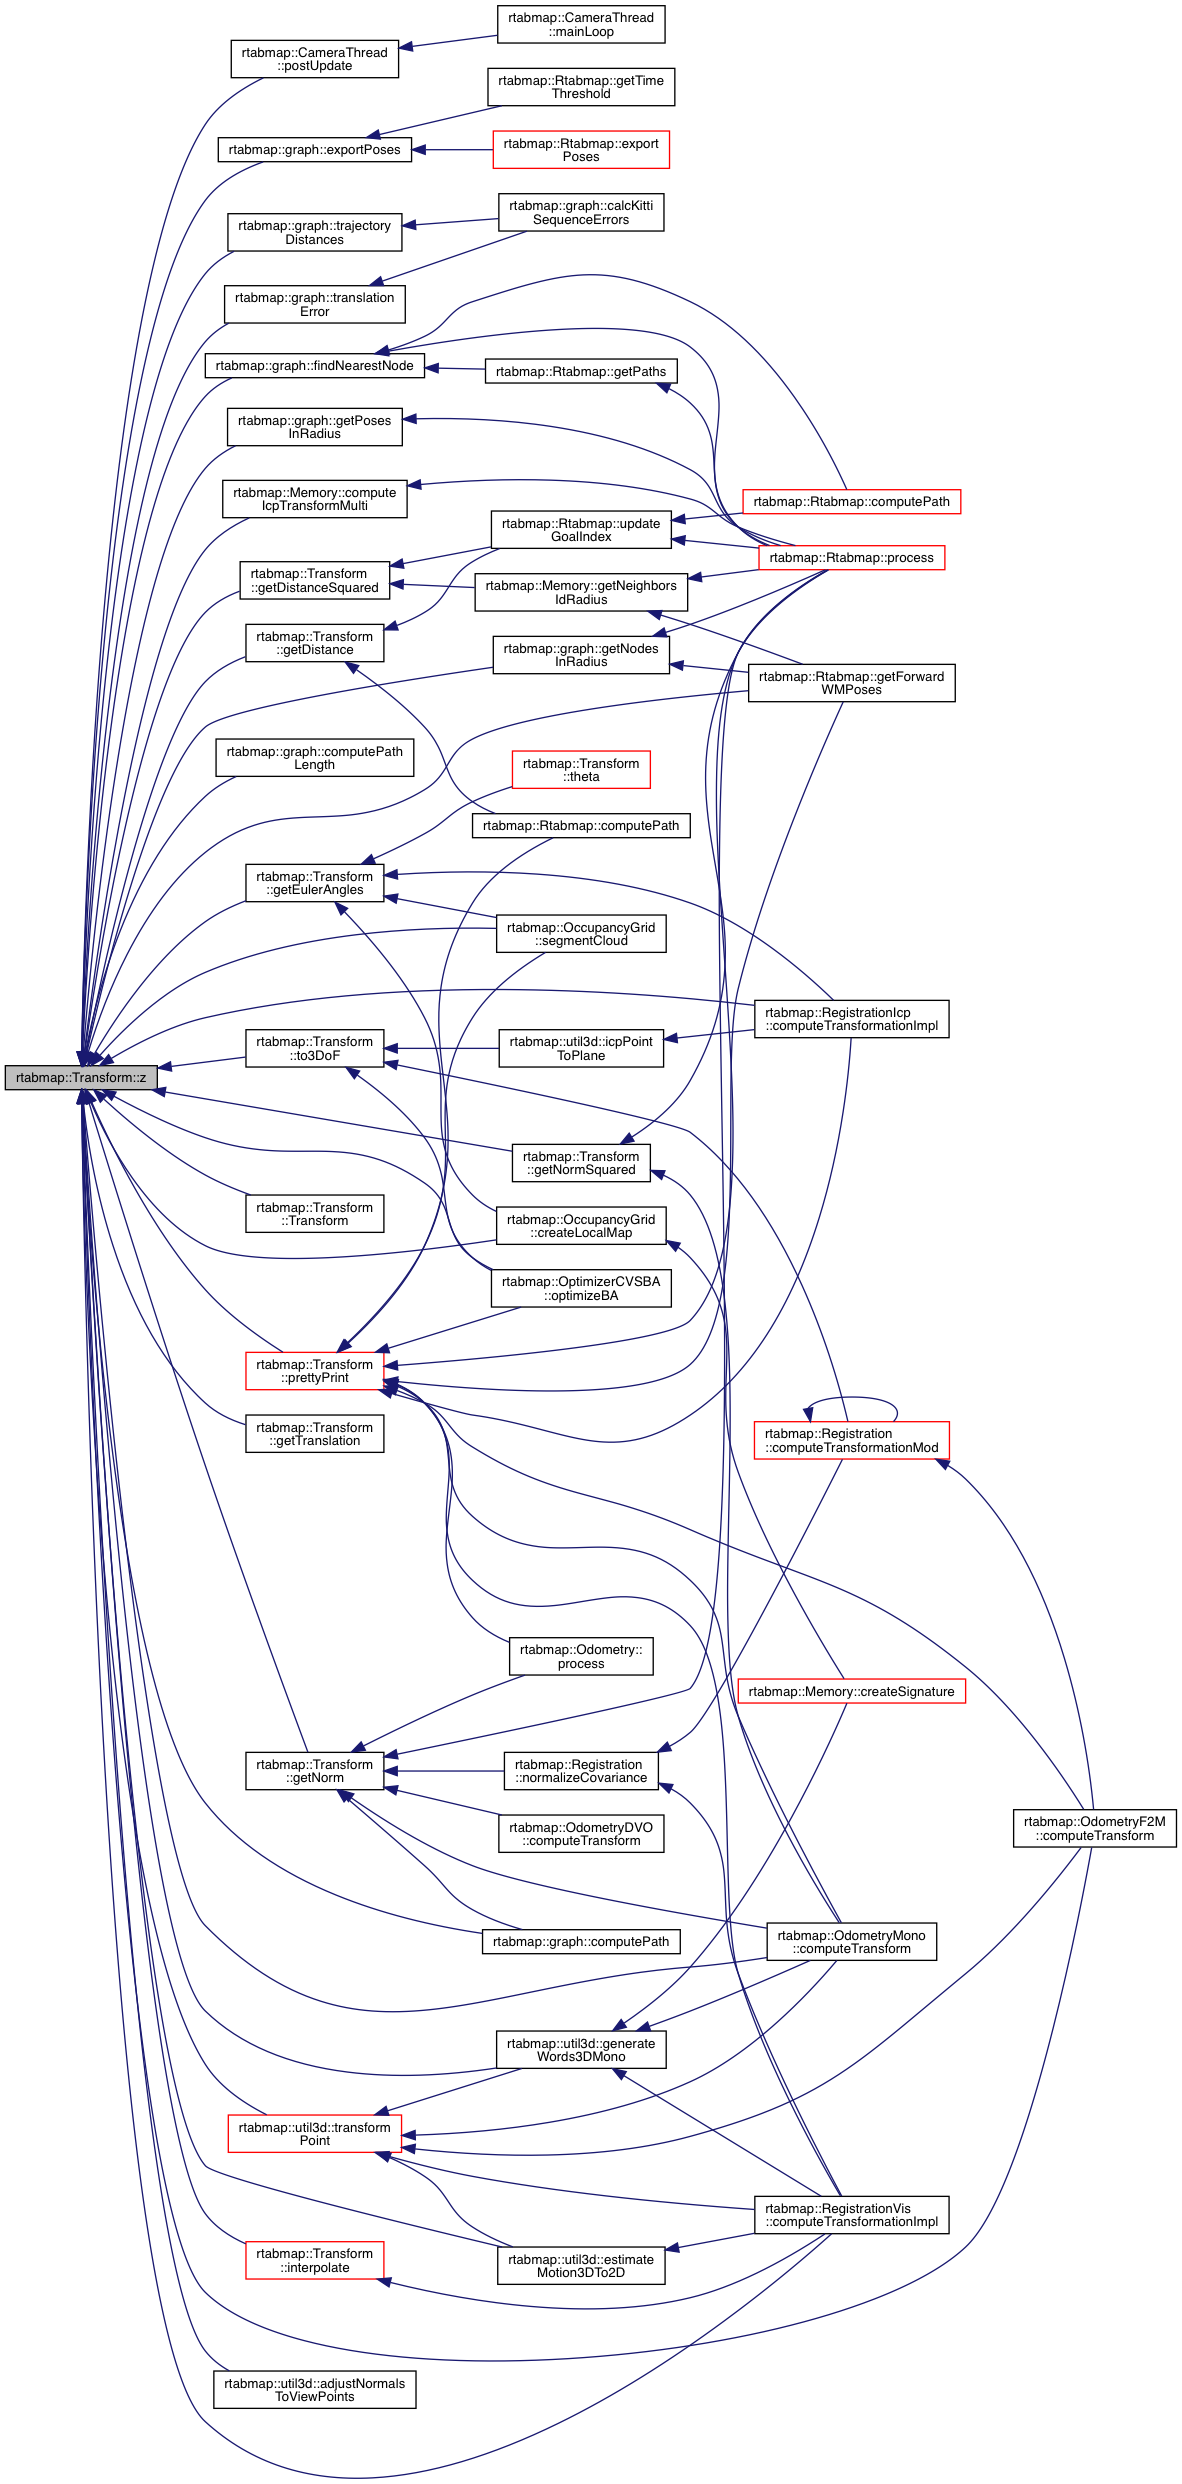 rtabmap::CameraThread
::mainLoop
rtabmap::CameraThread
::postUpdate
rtabmap::Rtabmap::getTime
Threshold
rtabmap::graph::exportPoses
rtabmap::Rtabmap::export
Poses
rtabmap::graph::calcKitti
SequenceErrors
rtabmap::graph::trajectory
Distances
rtabmap::graph::translation
Error
rtabmap::graph::findNearestNode
rtabmap::Rtabmap::getPaths
rtabmap::graph::getPoses
InRadius
rtabmap::Memory::compute
IcpTransformMulti
rtabmap::Rtabmap::computePath
rtabmap::Rtabmap::update
GoalIndex
rtabmap::Rtabmap::process
rtabmap::Transform
::getDistanceSquared
rtabmap::Memory::getNeighbors
IdRadius
rtabmap::Transform
::getDistance
rtabmap::graph::getNodes
InRadius
rtabmap::Rtabmap::getForward
WMPoses
rtabmap::graph::computePath
Length
rtabmap::Transform
::theta
rtabmap::Rtabmap::computePath
rtabmap::Transform
::getEulerAngles
rtabmap::OccupancyGrid
::segmentCloud
rtabmap::RegistrationIcp
::computeTransformationImpl
rtabmap::Transform
::to3DoF
rtabmap::util3d::icpPoint
ToPlane
rtabmap::Transform::z
rtabmap::Transform
::getNormSquared
rtabmap::Transform
::Transform
rtabmap::OccupancyGrid
::createLocalMap
rtabmap::OptimizerCVSBA
::optimizeBA
rtabmap::Transform
::prettyPrint
rtabmap::Transform
::getTranslation
rtabmap::Registration
::computeTransformationMod
rtabmap::Odometry::
process
rtabmap::Memory::createSignature
rtabmap::Transform
::getNorm
rtabmap::Registration
::normalizeCovariance
rtabmap::OdometryDVO
::computeTransform
rtabmap::OdometryF2M
::computeTransform
rtabmap::graph::computePath
rtabmap::OdometryMono
::computeTransform
rtabmap::util3d::generate
Words3DMono
rtabmap::util3d::transform
Point
rtabmap::RegistrationVis
::computeTransformationImpl
rtabmap::Transform
::interpolate
rtabmap::util3d::estimate
Motion3DTo2D
rtabmap::util3d::adjustNormals
ToViewPoints